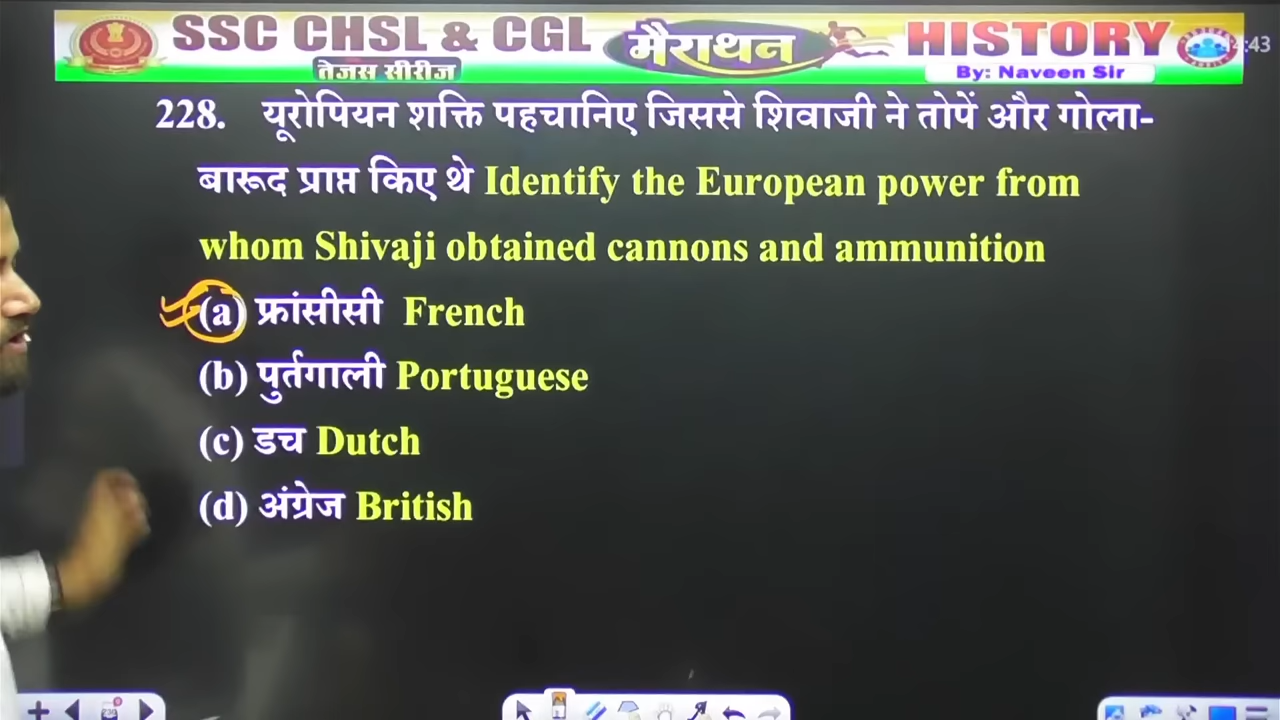 SSC CHSL & CGL मैराथन HISTORY
तेजस सीरीज By: Naveen Sir
228. यूरोपियन शक्ति पहचानिए जिससे शिवाजी ने तोपें और गोला-
बारूद प्राप्त किए थे Identify the European power from
whom Shivaji obtained cannons and ammunition
(a) फ्रांसीसी French
(b) पुर्तगाली Portuguese
(c) डच Dutch
(d) अंग्रेज British